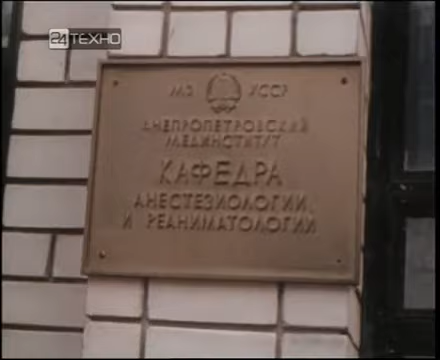 24 ТЕХНО
МЗ УССР
ДНЕПРОПЕТРОВСКИЙ
МЕДИНСТИТУТ
КАФЕДРА
АНЕСТЕЗИОЛОГИИ
И РЕАНИМАТОЛОГИИ